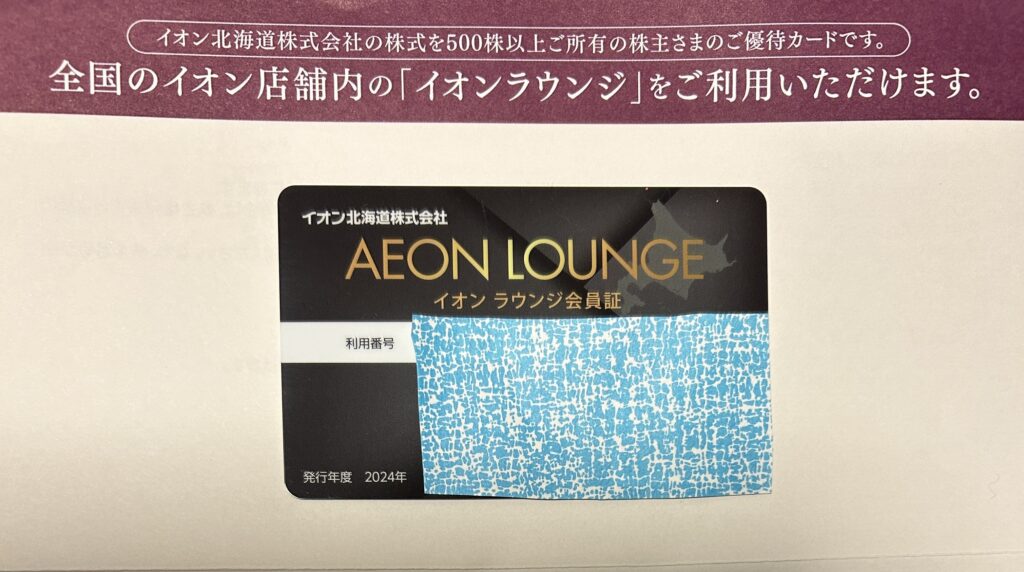 イオン北海道株式会社の株式を500株以上ご所有の株主さまのご優待カードです。
全国のイオン店舗内の「イオンラウンジ」をご利用いただけます。
イオン北海道株式会社
AEON LOUNGE
イオン ラウンジ会員証
利用番号
発行年度 2024年